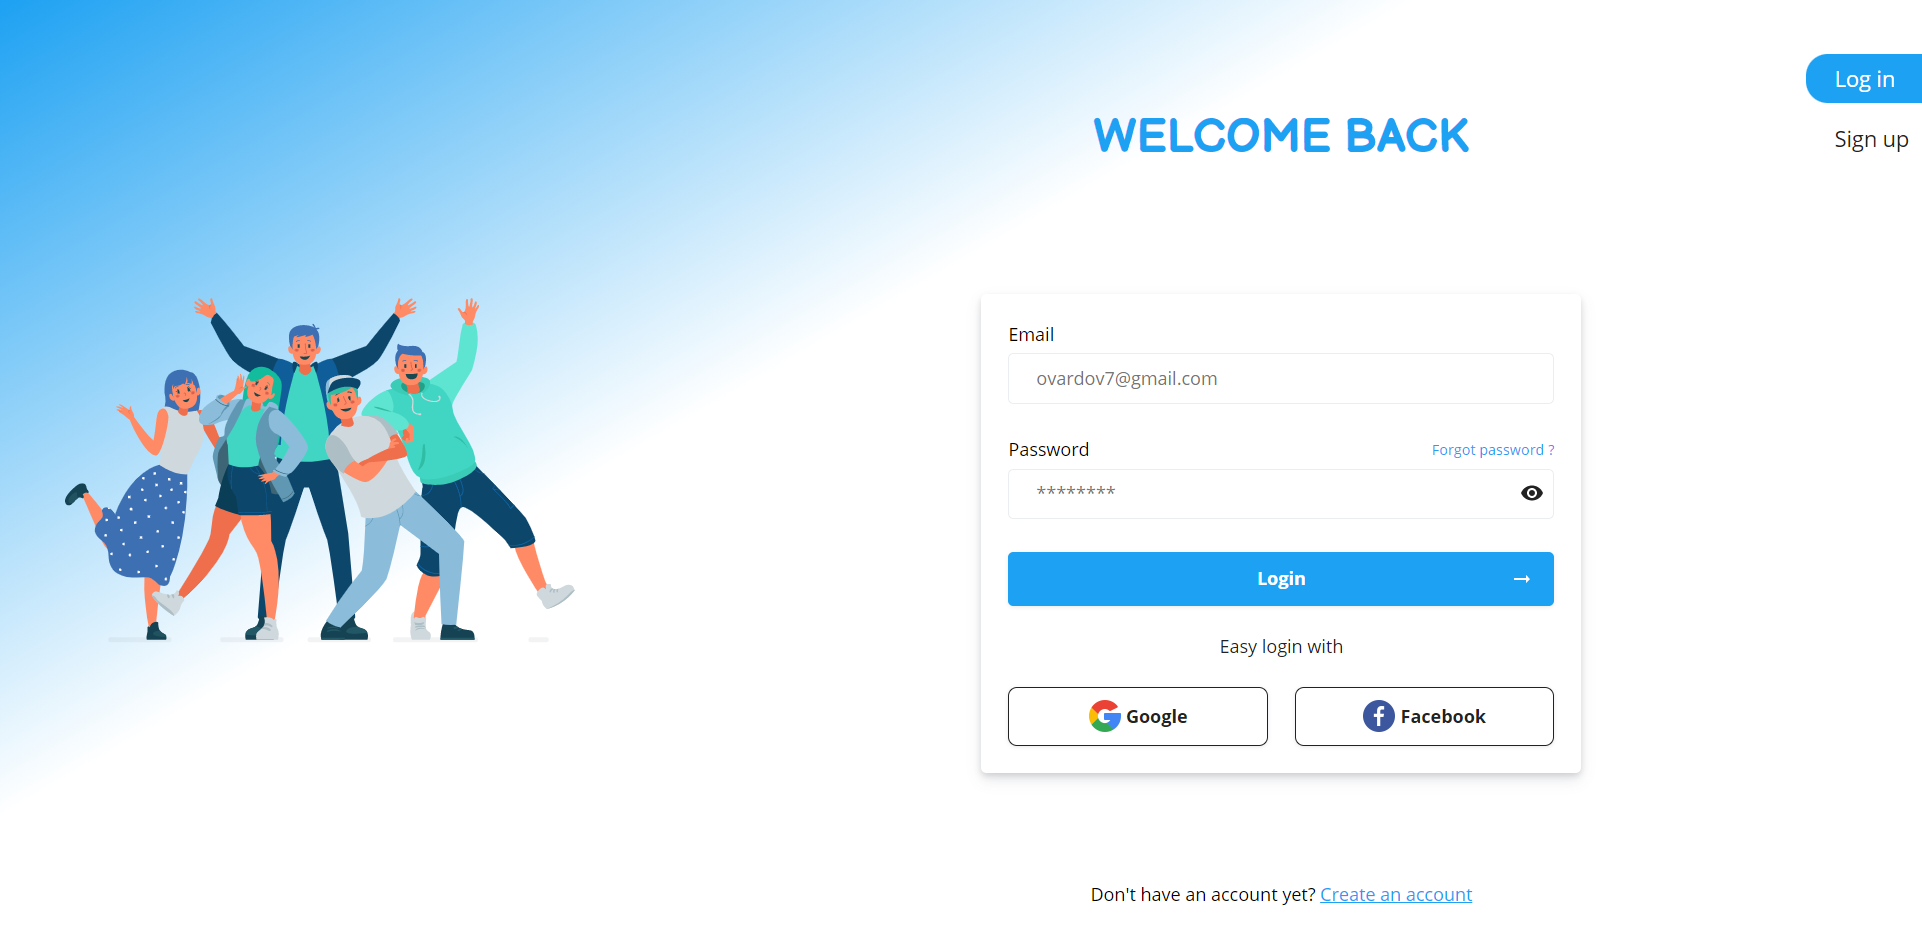 Log in
Sign up
WELCOME BACK
Email
ovardov7@gmail.com
Password
Forgot password ?
********
Login →
Easy login with
Google
Facebook
Don't have an account yet? Create an account